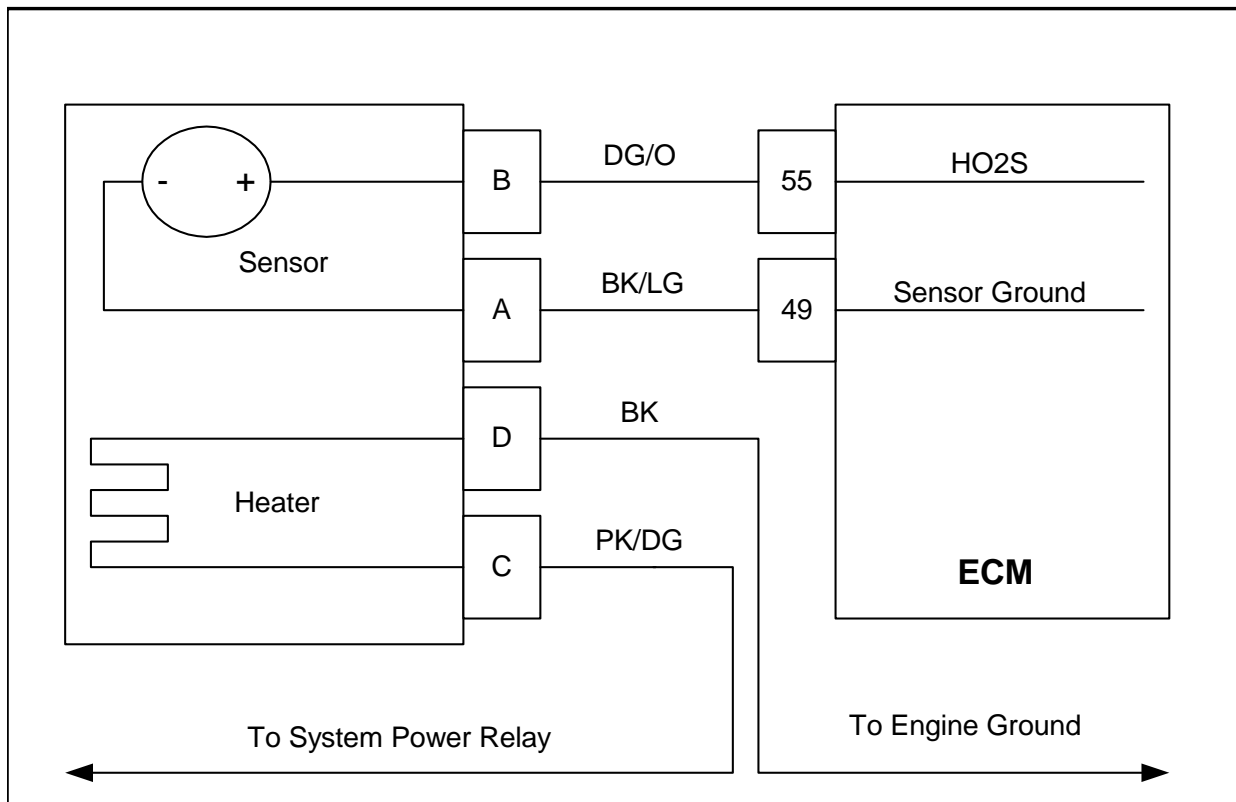 B
DG/O
55
HO2S
- +
Sensor
A
BK/LG
49
Sensor Ground
D
BK
Heater
C
PK/DG
ECM
To System Power Relay
To Engine Ground